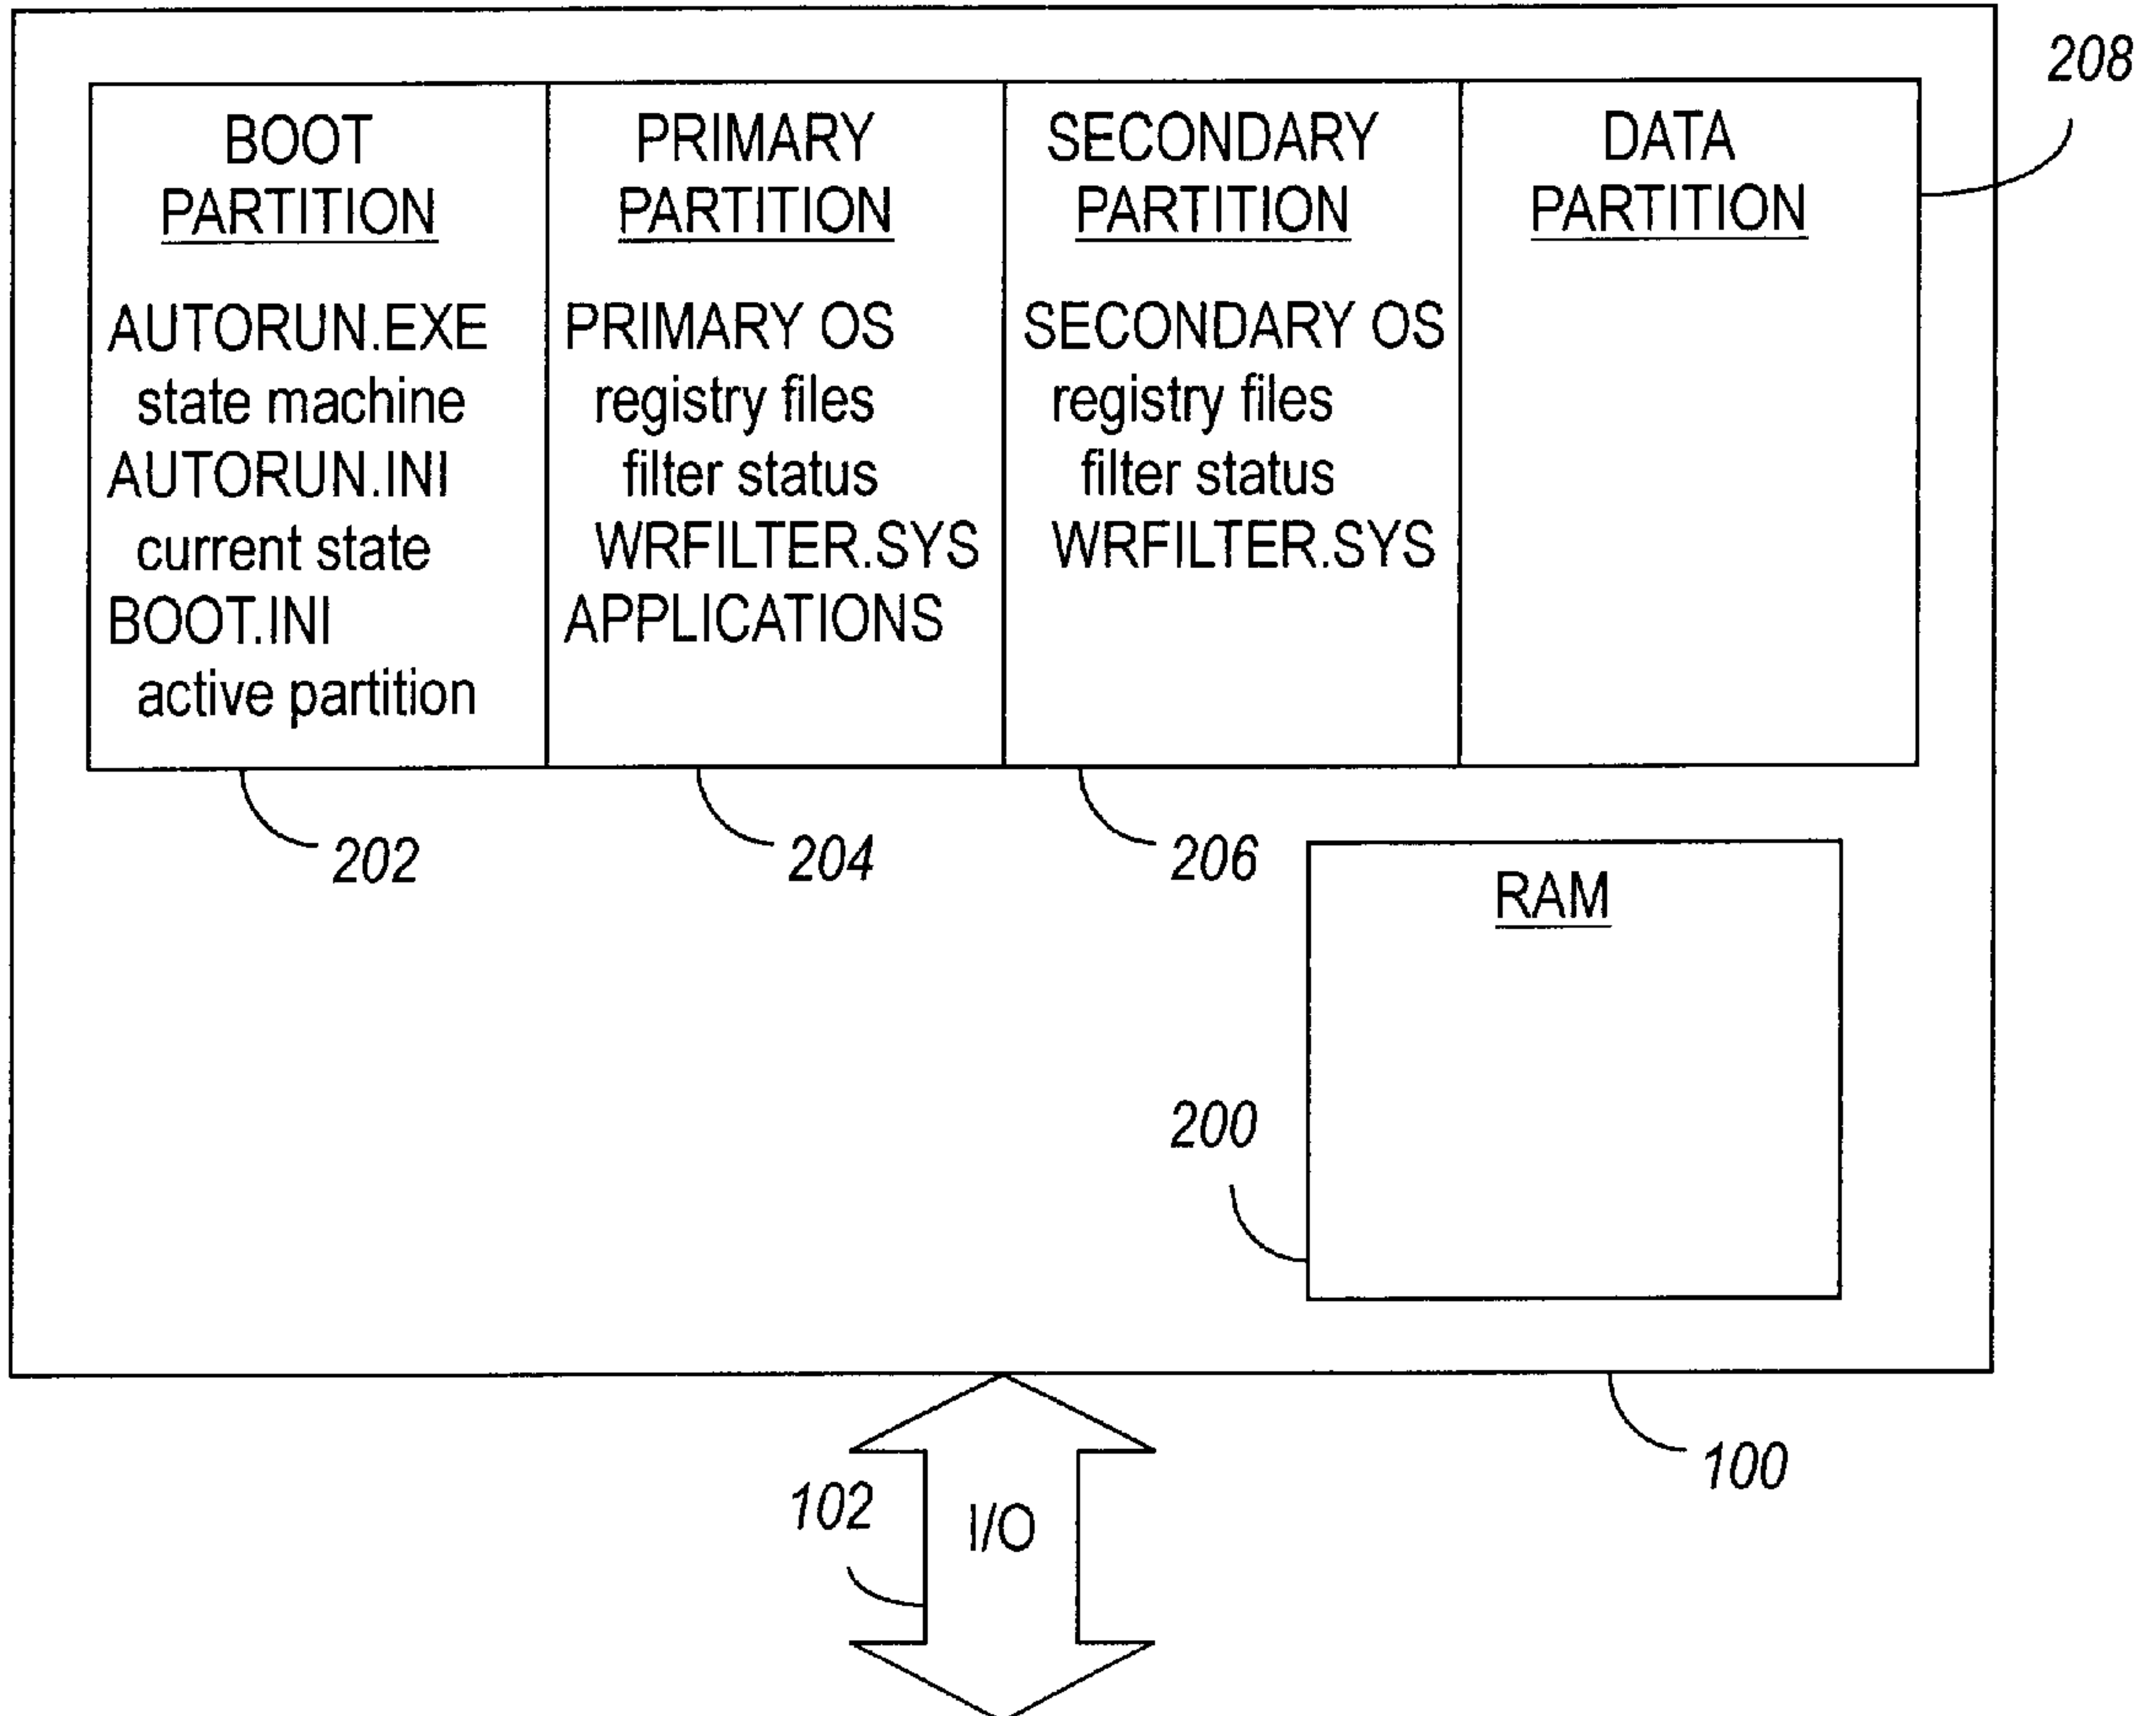 208
BOOT
PARTITION
AUTORUN.EXE
state machine
AUTORUN.INI
current state
BOOT.INI
active partition
PRIMARY
PARTITION
PRIMARY OS
registry files
filter status
WRFILTER.SYS
APPLICATIONS
SECONDARY
PARTITION
SECONDARY OS
registry files
filter status
WRFILTER.SYS
DATA
PARTITION
202
204
206
RAM
200
100
102
I/O